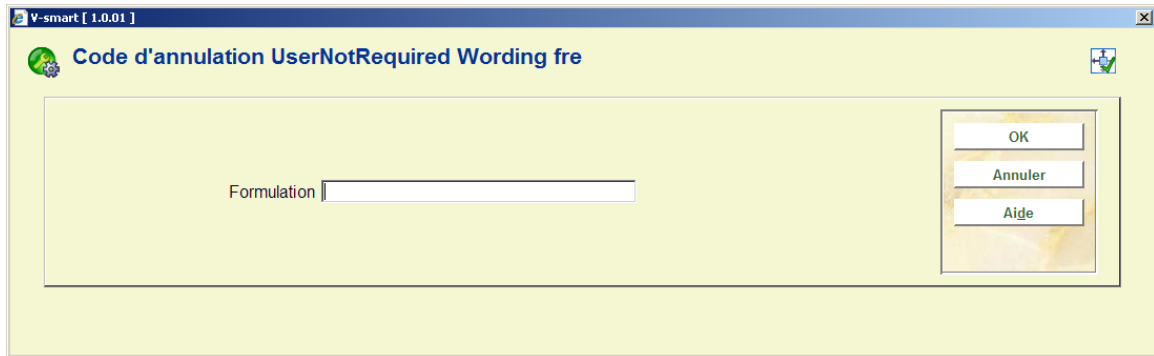 V-smart [ 1.0.01 ]
Code d'annulation UserNotRequired Wording fre
Formulation
OK
Annuler
Aide